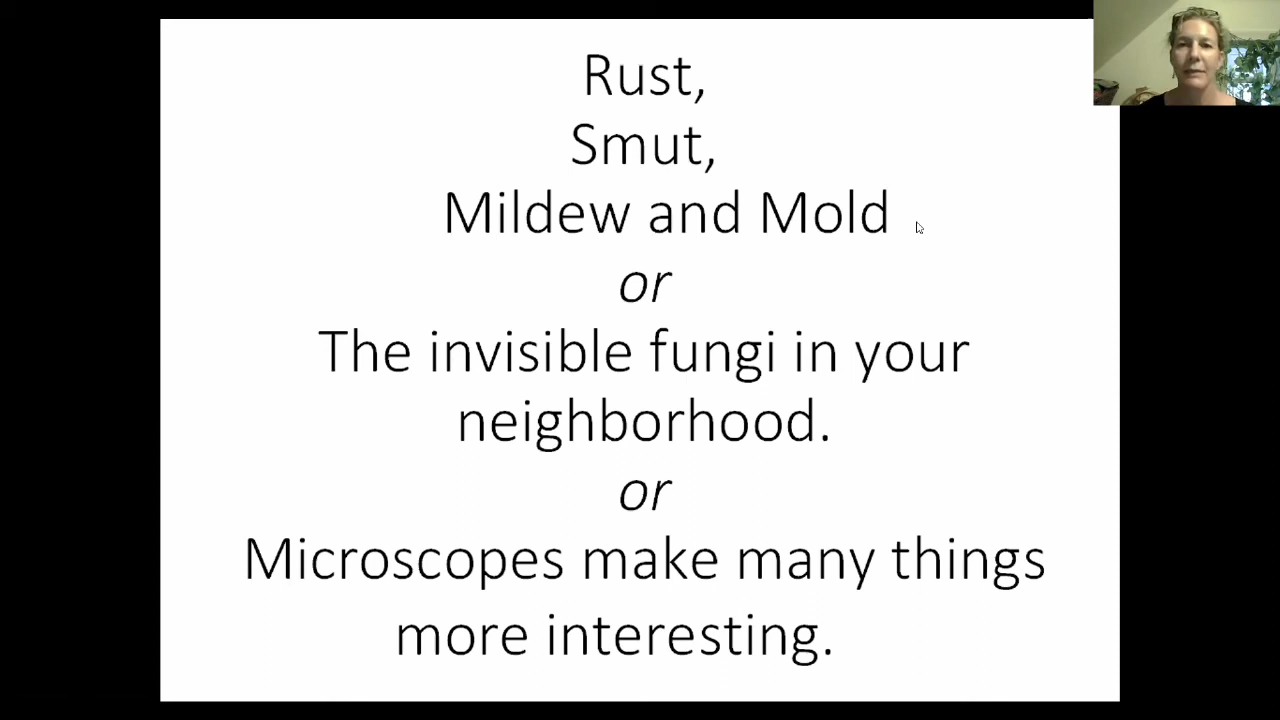 Rust,
Smut,
Mildew and Mold
or
The invisible fungi in your
neighborhood.
or
Microscopes make many things
more interesting.